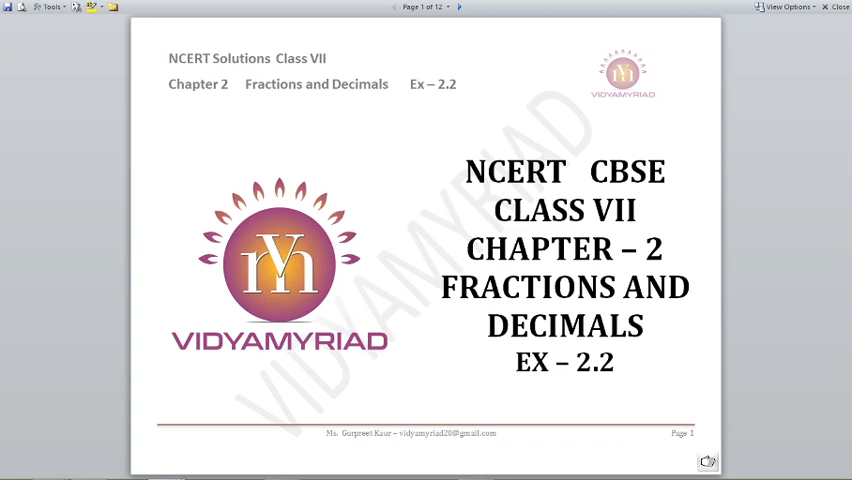 Tools
Page 1 of 12
View Options
Close
NCERT Solutions Class VII
Chapter 2 Fractions and Decimals Ex – 2.2
VIDYAMYRIAD
NCERT CBSE
CLASS VII
CHAPTER – 2
FRACTIONS AND
DECIMALS
EX – 2.2
VIDYAMYRIAD
VIDYAMYRIAD
Ms. Gurpreet Kaur – vidyamyriad20@gmail.com
Page 1